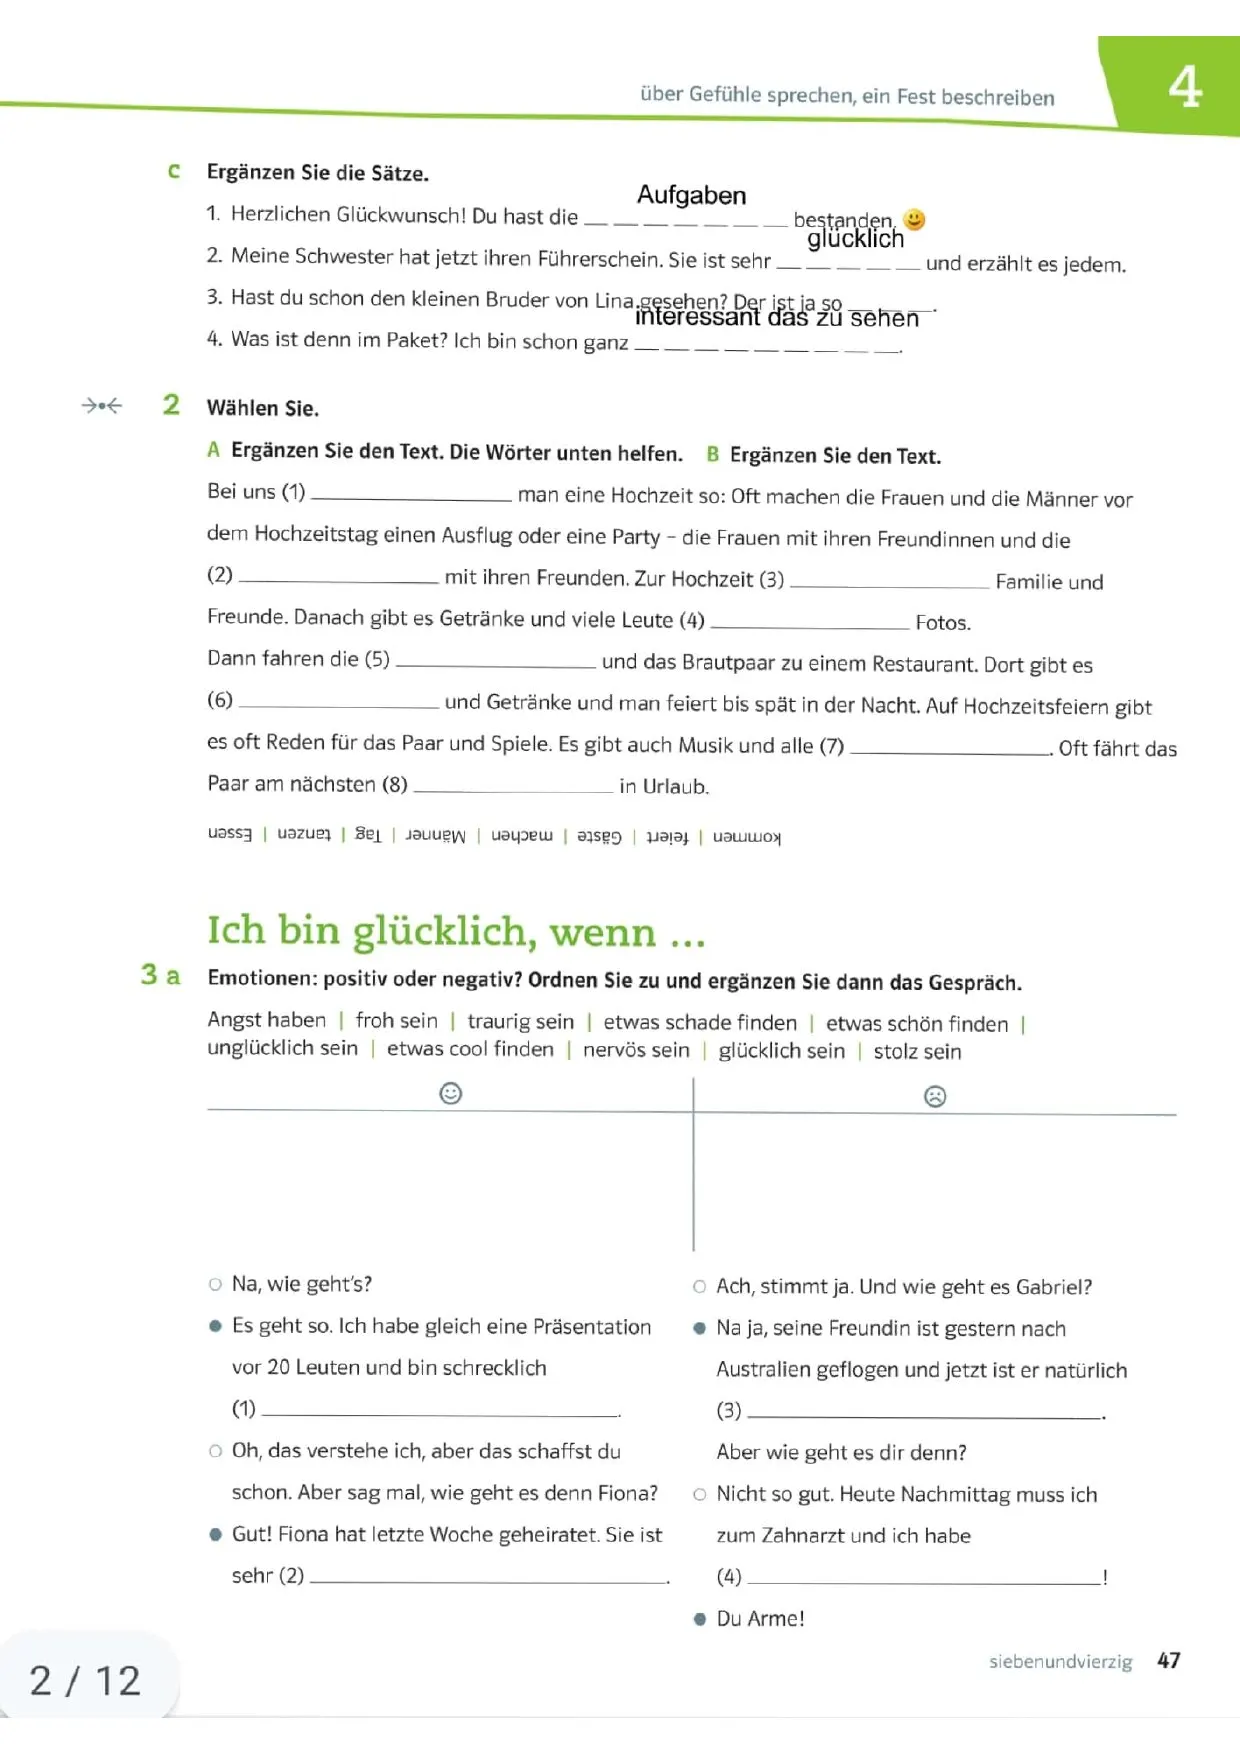 über Gefühle sprechen, ein Fest beschreiben
4
c Ergänzen Sie die Sätze.
Aufgaben
1. Herzlichen Glückwunsch! Du hast die _ _ _ _ _ _ _ bestanden.
glücklich
2. Meine Schwester hat jetzt ihren Führerschein. Sie ist sehr _ _ _ _ _ und erzählt es jedem.
3. Hast du schon den kleinen Bruder von Lina gesehen? Der ist ja so _ _ _.
interessant das zu sehen
4. Was ist denn im Paket? Ich bin schon ganz _ _ _ _ _ _ _ _ _.
2 Wählen Sie.
A Ergänzen Sie den Text. Die Wörter unten helfen. B Ergänzen Sie den Text.
Bei uns (1) ____________ man eine Hochzeit so: Oft machen die Frauen und die Männer vor
dem Hochzeitstag einen Ausflug oder eine Party – die Frauen mit ihren Freundinnen und die
(2) ____________ mit ihren Freunden. Zur Hochzeit (3) ____________ Familie und
Freunde. Danach gibt es Getränke und viele Leute (4) ____________ Fotos.
Dann fahren die (5) ____________ und das Brautpaar zu einem Restaurant. Dort gibt es
(6) ____________ und Getränke und man feiert bis spät in der Nacht. Auf Hochzeitsfeiern gibt
es oft Reden für das Paar und Spiele. Es gibt auch Musik und alle (7) ____________. Oft fährt das
Paar am nächsten (8) ____________ in Urlaub.
kommen | feiert | Gäste | machen | Männer | Tag | tanzen | Essen
Ich bin glücklich, wenn ...
3 a Emotionen: positiv oder negativ? Ordnen Sie zu und ergänzen Sie dann das Gespräch.
Angst haben | froh sein | traurig sein | etwas schade finden | etwas schön finden |
unglücklich sein | etwas cool finden | nervös sein | glücklich sein | stolz sein
○ Na, wie geht's?
● Es geht so. Ich habe gleich eine Präsentation
vor 20 Leuten und bin schrecklich
(1) ____________.
○ Oh, das verstehe ich, aber das schaffst du
schon. Aber sag mal, wie geht es denn Fiona?
● Gut! Fiona hat letzte Woche geheiratet. Sie ist
sehr (2) ____________.
○ Ach, stimmt ja. Und wie geht es Gabriel?
● Na ja, seine Freundin ist gestern nach
Australien geflogen und jetzt ist er natürlich
(3) ____________.
Aber wie geht es dir denn?
○ Nicht so gut. Heute Nachmittag muss ich
zum Zahnarzt und ich habe
(4) ____________!
● Du Arme!
siebenundvierzig 47
2 / 12